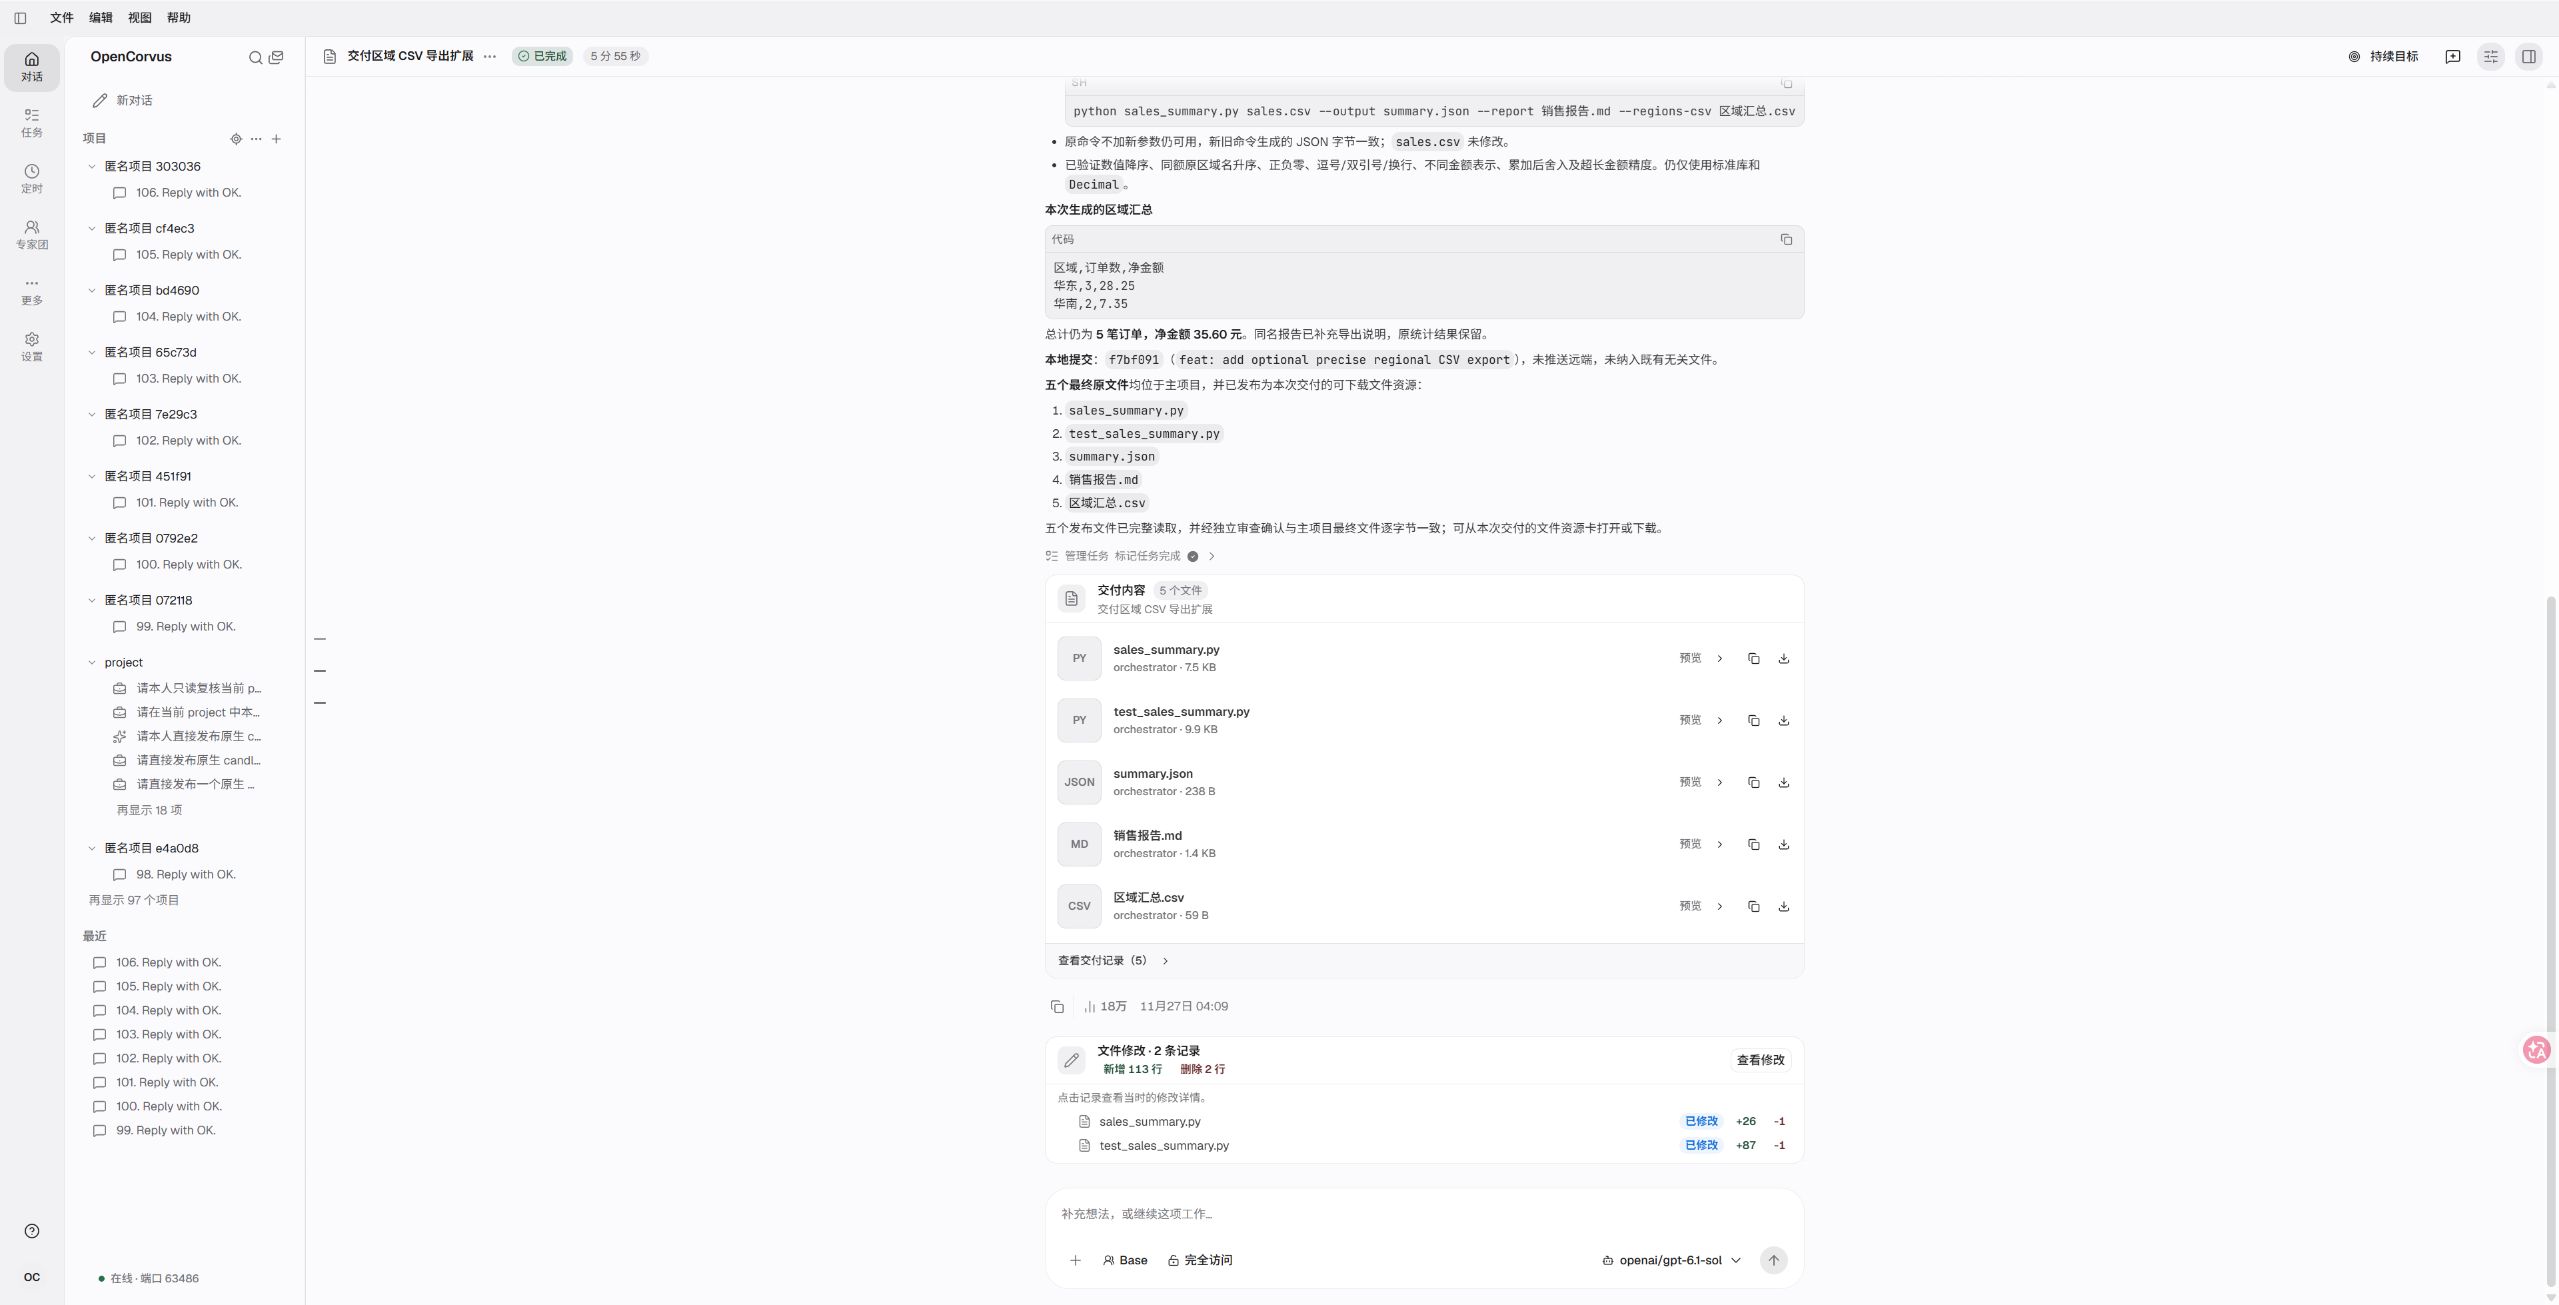 文件 编辑 视图 帮助
对话
任务
定时
专家团
更多
设置
OC
OpenCorvus
新对话
项目
匿名项目 303036
106. Reply with OK.
匿名项目 cf4ec3
105. Reply with OK.
匿名项目 bd4690
104. Reply with OK.
匿名项目 65c73d
103. Reply with OK.
匿名项目 7e29c3
102. Reply with OK.
匿名项目 451f91
101. Reply with OK.
匿名项目 0792e2
100. Reply with OK.
匿名项目 072118
99. Reply with OK.
project
请本人只读复核当前 p...
请在当前 project 中本...
请本人直接发布原生 c...
请直接发布原生 candl...
请直接发布一个原生 ...
再显示 18 项
匿名项目 e4a0d8
98. Reply with OK.
再显示 97 个项目
最近
106. Reply with OK.
105. Reply with OK.
104. Reply with OK.
103. Reply with OK.
102. Reply with OK.
101. Reply with OK.
100. Reply with OK.
99. Reply with OK.
在线 · 端口 63486
交付区域 CSV 导出扩展 ··· 已完成 5 分 55 秒
持续目标
SH
python sales_summary.py sales.csv --output summary.json --report 销售报告.md --regions-csv 区域汇总.csv
• 原命令不加新参数仍可用，新旧命令生成的 JSON 字节一致；sales.csv 未修改。
• 已验证数值降序、同额原区域名升序、正负零、逗号/双引号/换行、不同金额表示、累加后舍入及超长金额精度。仍仅使用标准库和
Decimal。
本次生成的区域汇总
代码
区域,订单数,净金额
华东,3,28.25
华南,2,7.35
总计仍为 5 笔订单，净金额 35.60 元。同名报告已补充导出说明，原统计结果保留。
本地提交：f7bf091（feat: add optional precise regional CSV export），未推送远端，未纳入既有无关文件。
五个最终原文件均位于主项目，并已发布为本次交付的可下载文件资源：
1. sales_summary.py
2. test_sales_summary.py
3. summary.json
4. 销售报告.md
5. 区域汇总.csv
五个发布文件已完整读取，并经独立审查确认与主项目最终文件逐字节一致；可从本次交付的文件资源卡打开或下载。
管理任务 标记任务完成
交付内容 5 个文件
交付区域 CSV 导出扩展
PY
sales_summary.py
orchestrator · 7.5 KB
预览
PY
test_sales_summary.py
orchestrator · 9.9 KB
预览
JSON
summary.json
orchestrator · 238 B
预览
MD
销售报告.md
orchestrator · 1.4 KB
预览
CSV
区域汇总.csv
orchestrator · 59 B
预览
查看交付记录（5）
18万 11月27日 04:09
文件修改 · 2 条记录
新增 113 行 删除 2 行
查看修改
点击记录查看当时的修改详情。
sales_summary.py 已修改 +26 -1
test_sales_summary.py 已修改 +87 -1
补充想法，或继续这项工作...
Base 完全访问 openai/gpt-6.1-sol